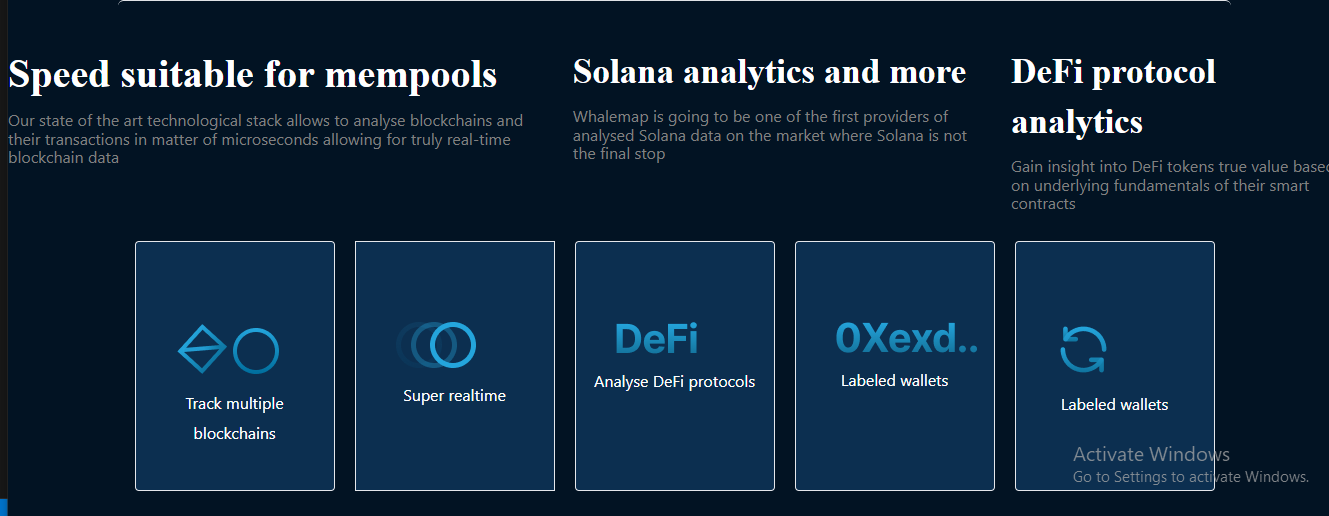 Speed suitable for mempools
Our state of the art technological stack allows to analyse blockchains and
their transactions in matter of microseconds allowing for truly real-time
blockchain data
Solana analytics and more
Whalemap is going to be one of the first providers of
analysed Solana data on the market where Solana is not
the final stop
DeFi protocol
analytics
Gain insight into DeFi tokens true value based
on underlying fundamentals of their smart
contracts
Track multiple
blockchains
Super realtime
DeFi
Analyse DeFi protocols
0Xexd..
Labeled wallets
Labeled wallets
Activate Windows
Go to Settings to activate Windows.